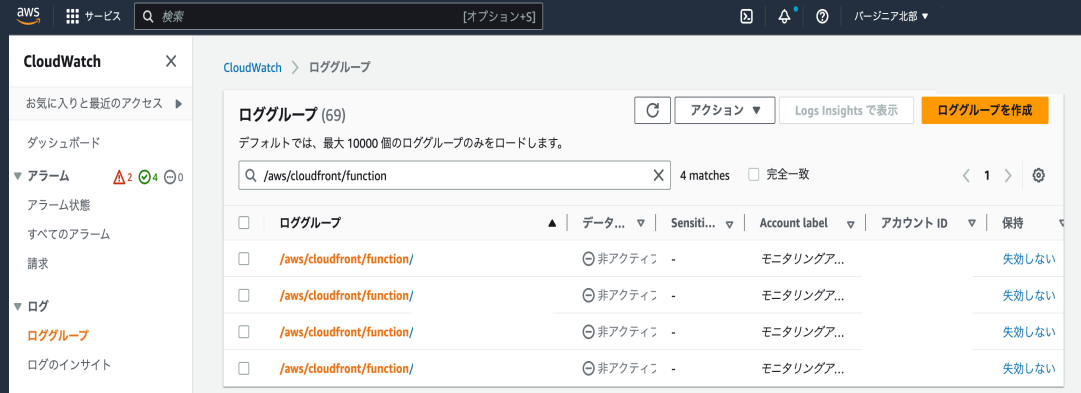 aws
サービス
検索
[オプション+S]
バージニア北部 ▼
CloudWatch
お気に入りと最近のアクセス
ダッシュボード
アラーム
2
4
0
アラーム状態
すべてのアラーム
請求
ログ
ロググループ
ログのインサイト
CloudWatch
ロググループ
ロググループ (69)
アクション ▼
Logs Insights で表示
ロググループを作成
デフォルトでは、最大 10000 個のロググループのみをロードします。
/aws/cloudfront/function
4 matches
完全一致
1
ロググループ
データ...
Sensiti...
Account label
アカウント ID
保持
/aws/cloudfront/function/
非アクティブ
-
モニタリングア...
失効しない
/aws/cloudfront/function/
非アクティブ
-
モニタリングア...
失効しない
/aws/cloudfront/function/
非アクティブ
-
モニタリングア...
失効しない
/aws/cloudfront/function/
非アクティブ
-
モニタリングア...
失効しない